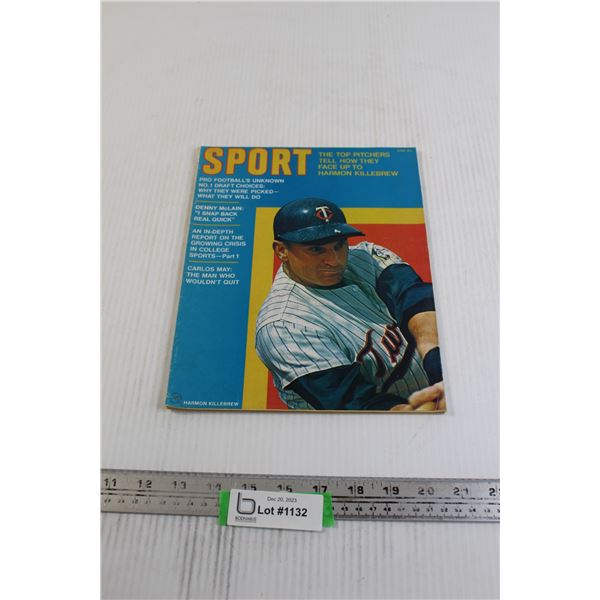 SPORT
THE TOP PITCHERS
TELL HOW THEY
FACE UP TO
HARMON KILLEBREW
PRO FOOTBALL'S UNKNOWN
NO. 1 DRAFT CHOICES:
WHY THEY WERE PICKED—
WHAT THEY WILL DO
DENNY McLAIN:
"I SNAP BACK
REAL QUICK"
AN IN-DEPTH
REPORT ON THE
GROWING CRISIS
IN COLLEGE
SPORTS—Part 1
CARLOS MAY:
THE MAN WHO
WOULDN'T QUIT
TC
Twi
HARMON KILLEBREW
11 12 13 14 15 16 17 18 19 20 21
Dec 20, 2023
Lot #1132
b
BODNARUS